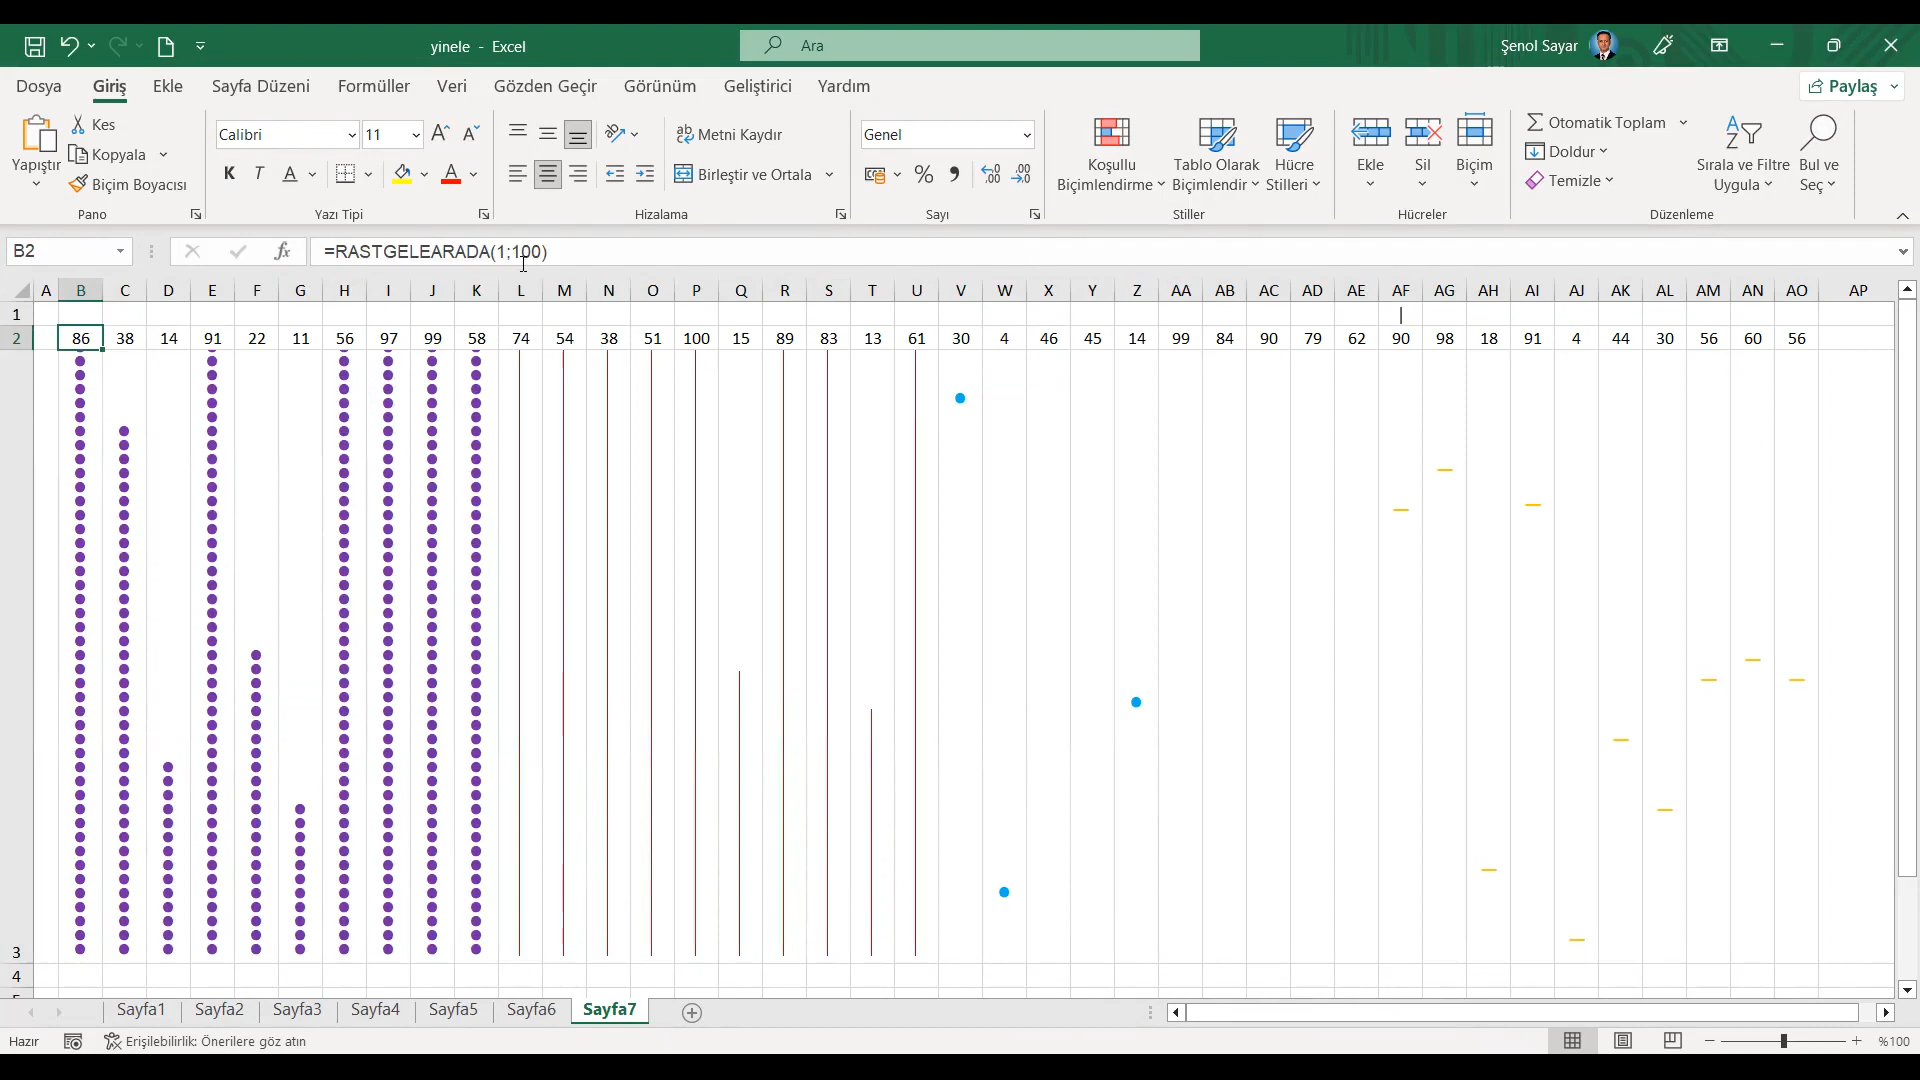 yinele - Excel
Ara
Şenol Sayar
Dosya Giriş Ekle Sayfa Düzeni Formüller Veri Gözden Geçir Görünüm Geliştirici Yardım
Paylaş
Yapıştır
Kes
Kopyala
Biçim Boyacısı
Pano
Calibri 11
K T A A
Yazı Tipi
Metni Kaydır
Birleştir ve Ortala
Hizalama
Genel
%
Sayı
Koşullu Biçimlendirme
Tablo Olarak Biçimlendir
Hücre Stilleri
Stiller
Ekle
Sil
Biçim
Hücreler
Otomatik Toplam
Doldur
Temizle
Sırala ve Filtre Uygula
Bul ve Seç
Düzenleme
B2
fx
=RASTGELEARADA(1;100)
A B C D E F G H I J K L M N O P Q R S T U V W X Y Z AA AB AC AD AE AF AG AH AI AJ AK AL AM AN AO AP
1
2 86 38 14 91 22 11 56 97 99 58 74 54 38 51 100 15 89 83 13 61 30 4 46 45 14 99 84 90 79 62 90 98 18 91 4 44 30 56 60 56
3
4
Sayfa1 Sayfa2 Sayfa3 Sayfa4 Sayfa5 Sayfa6 Sayfa7
Hazır
Erişilebilirlik: Önerilere göz atın
%100